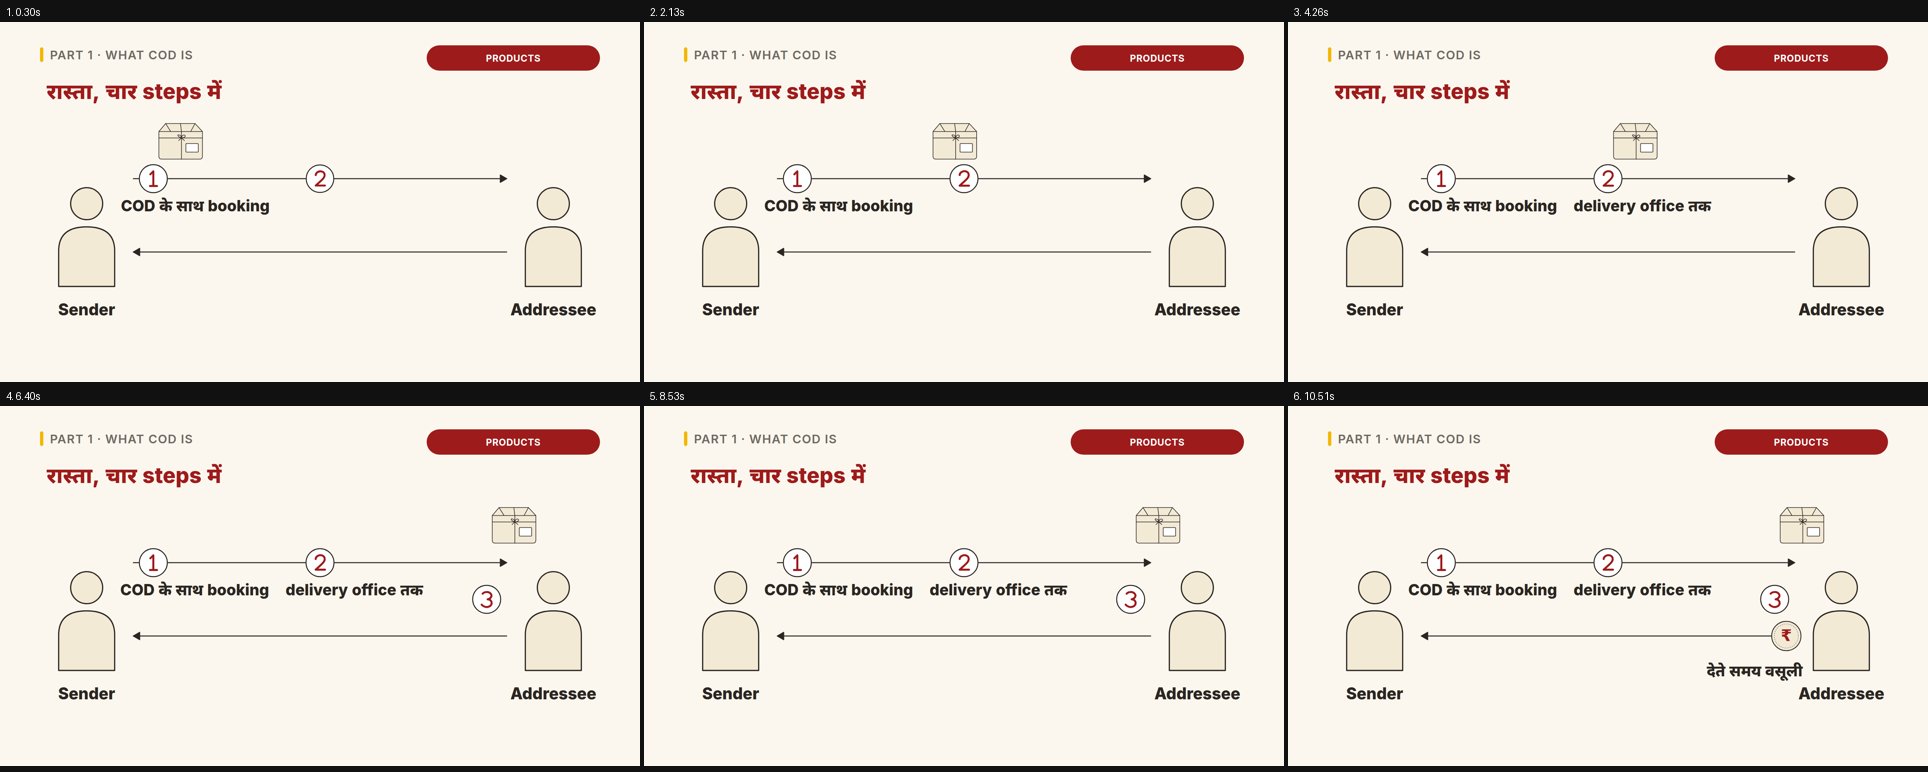 1. 0.30s
PART 1 · WHAT COD IS
PRODUCTS
रास्ता, चार steps में
1
2
COD के साथ booking
Sender
Addressee
2. 2.13s
PART 1 · WHAT COD IS
PRODUCTS
रास्ता, चार steps में
1
2
COD के साथ booking
Sender
Addressee
3. 4.26s
PART 1 · WHAT COD IS
PRODUCTS
रास्ता, चार steps में
1
2
COD के साथ booking
delivery office तक
Sender
Addressee
4. 6.40s
PART 1 · WHAT COD IS
PRODUCTS
रास्ता, चार steps में
1
2
COD के साथ booking
delivery office तक
3
Sender
Addressee
5. 8.53s
PART 1 · WHAT COD IS
PRODUCTS
रास्ता, चार steps में
1
2
COD के साथ booking
delivery office तक
3
Sender
Addressee
6. 10.51s
PART 1 · WHAT COD IS
PRODUCTS
रास्ता, चार steps में
1
2
COD के साथ booking
delivery office तक
3
₹
देते समय वसूली
Sender
Addressee